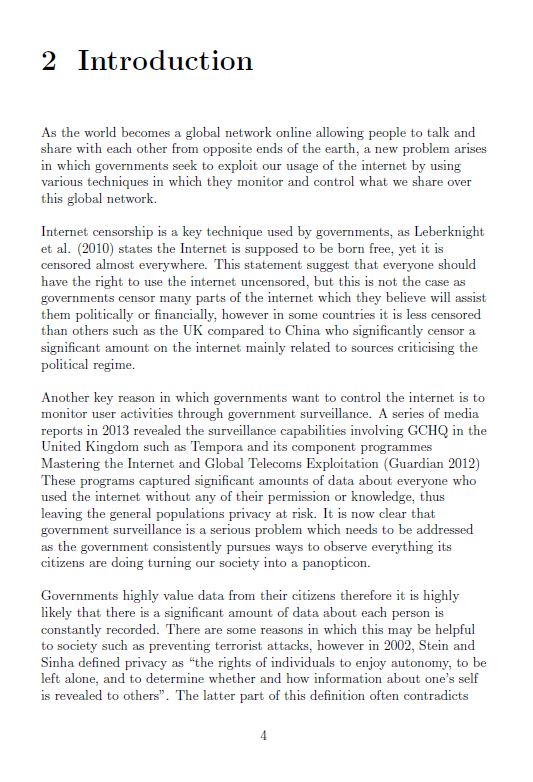 2 Introduction
As the world becomes a global network online allowing people to talk and
share with each other from opposite ends of the earth, a new problem arises
in which governments seek to exploit our usage of the internet by using
various techniques in which they monitor and control what we share over
this global network.
Internet censorship is a key technique used by governments, as Leberknight
et al. (2010) states the Internet is supposed to be born free, yet it is
censored almost everywhere. This statement suggest that everyone should
have the right to use the internet uncensored, but this is not the case as
governments censor many parts of the internet which they believe will assist
them politically or financially, however in some countries it is less censored
than others such as the UK compared to China who significantly censor a
significant amount on the internet mainly related to sources criticising the
political regime.
Another key reason in which governments want to control the internet is to
monitor user activities through government surveillance. A series of media
reports in 2013 revealed the surveillance capabilities involving GCHQ in the
United Kingdom such as Tempora and its component programmes
Mastering the Internet and Global Telecoms Exploitation (Guardian 2012)
These programs captured significant amounts of data about everyone who
used the internet without any of their permission or knowledge, thus
leaving the general populations privacy at risk. It is now clear that
government surveillance is a serious problem which needs to be addressed
as the government consistently pursues ways to observe everything its
citizens are doing turning our society into a panopticon.
Governments highly value data from their citizens therefore it is highly
likely that there is a significant amount of data about each person is
constantly recorded. There are some reasons in which this may be helpful
to society such as preventing terrorist attacks, however in 2002, Stein and
Sinha defined privacy as “the rights of individuals to enjoy autonomy, to be
left alone, and to determine whether and how information about one's self
is revealed to others”. The latter part of this definition often contradicts
4